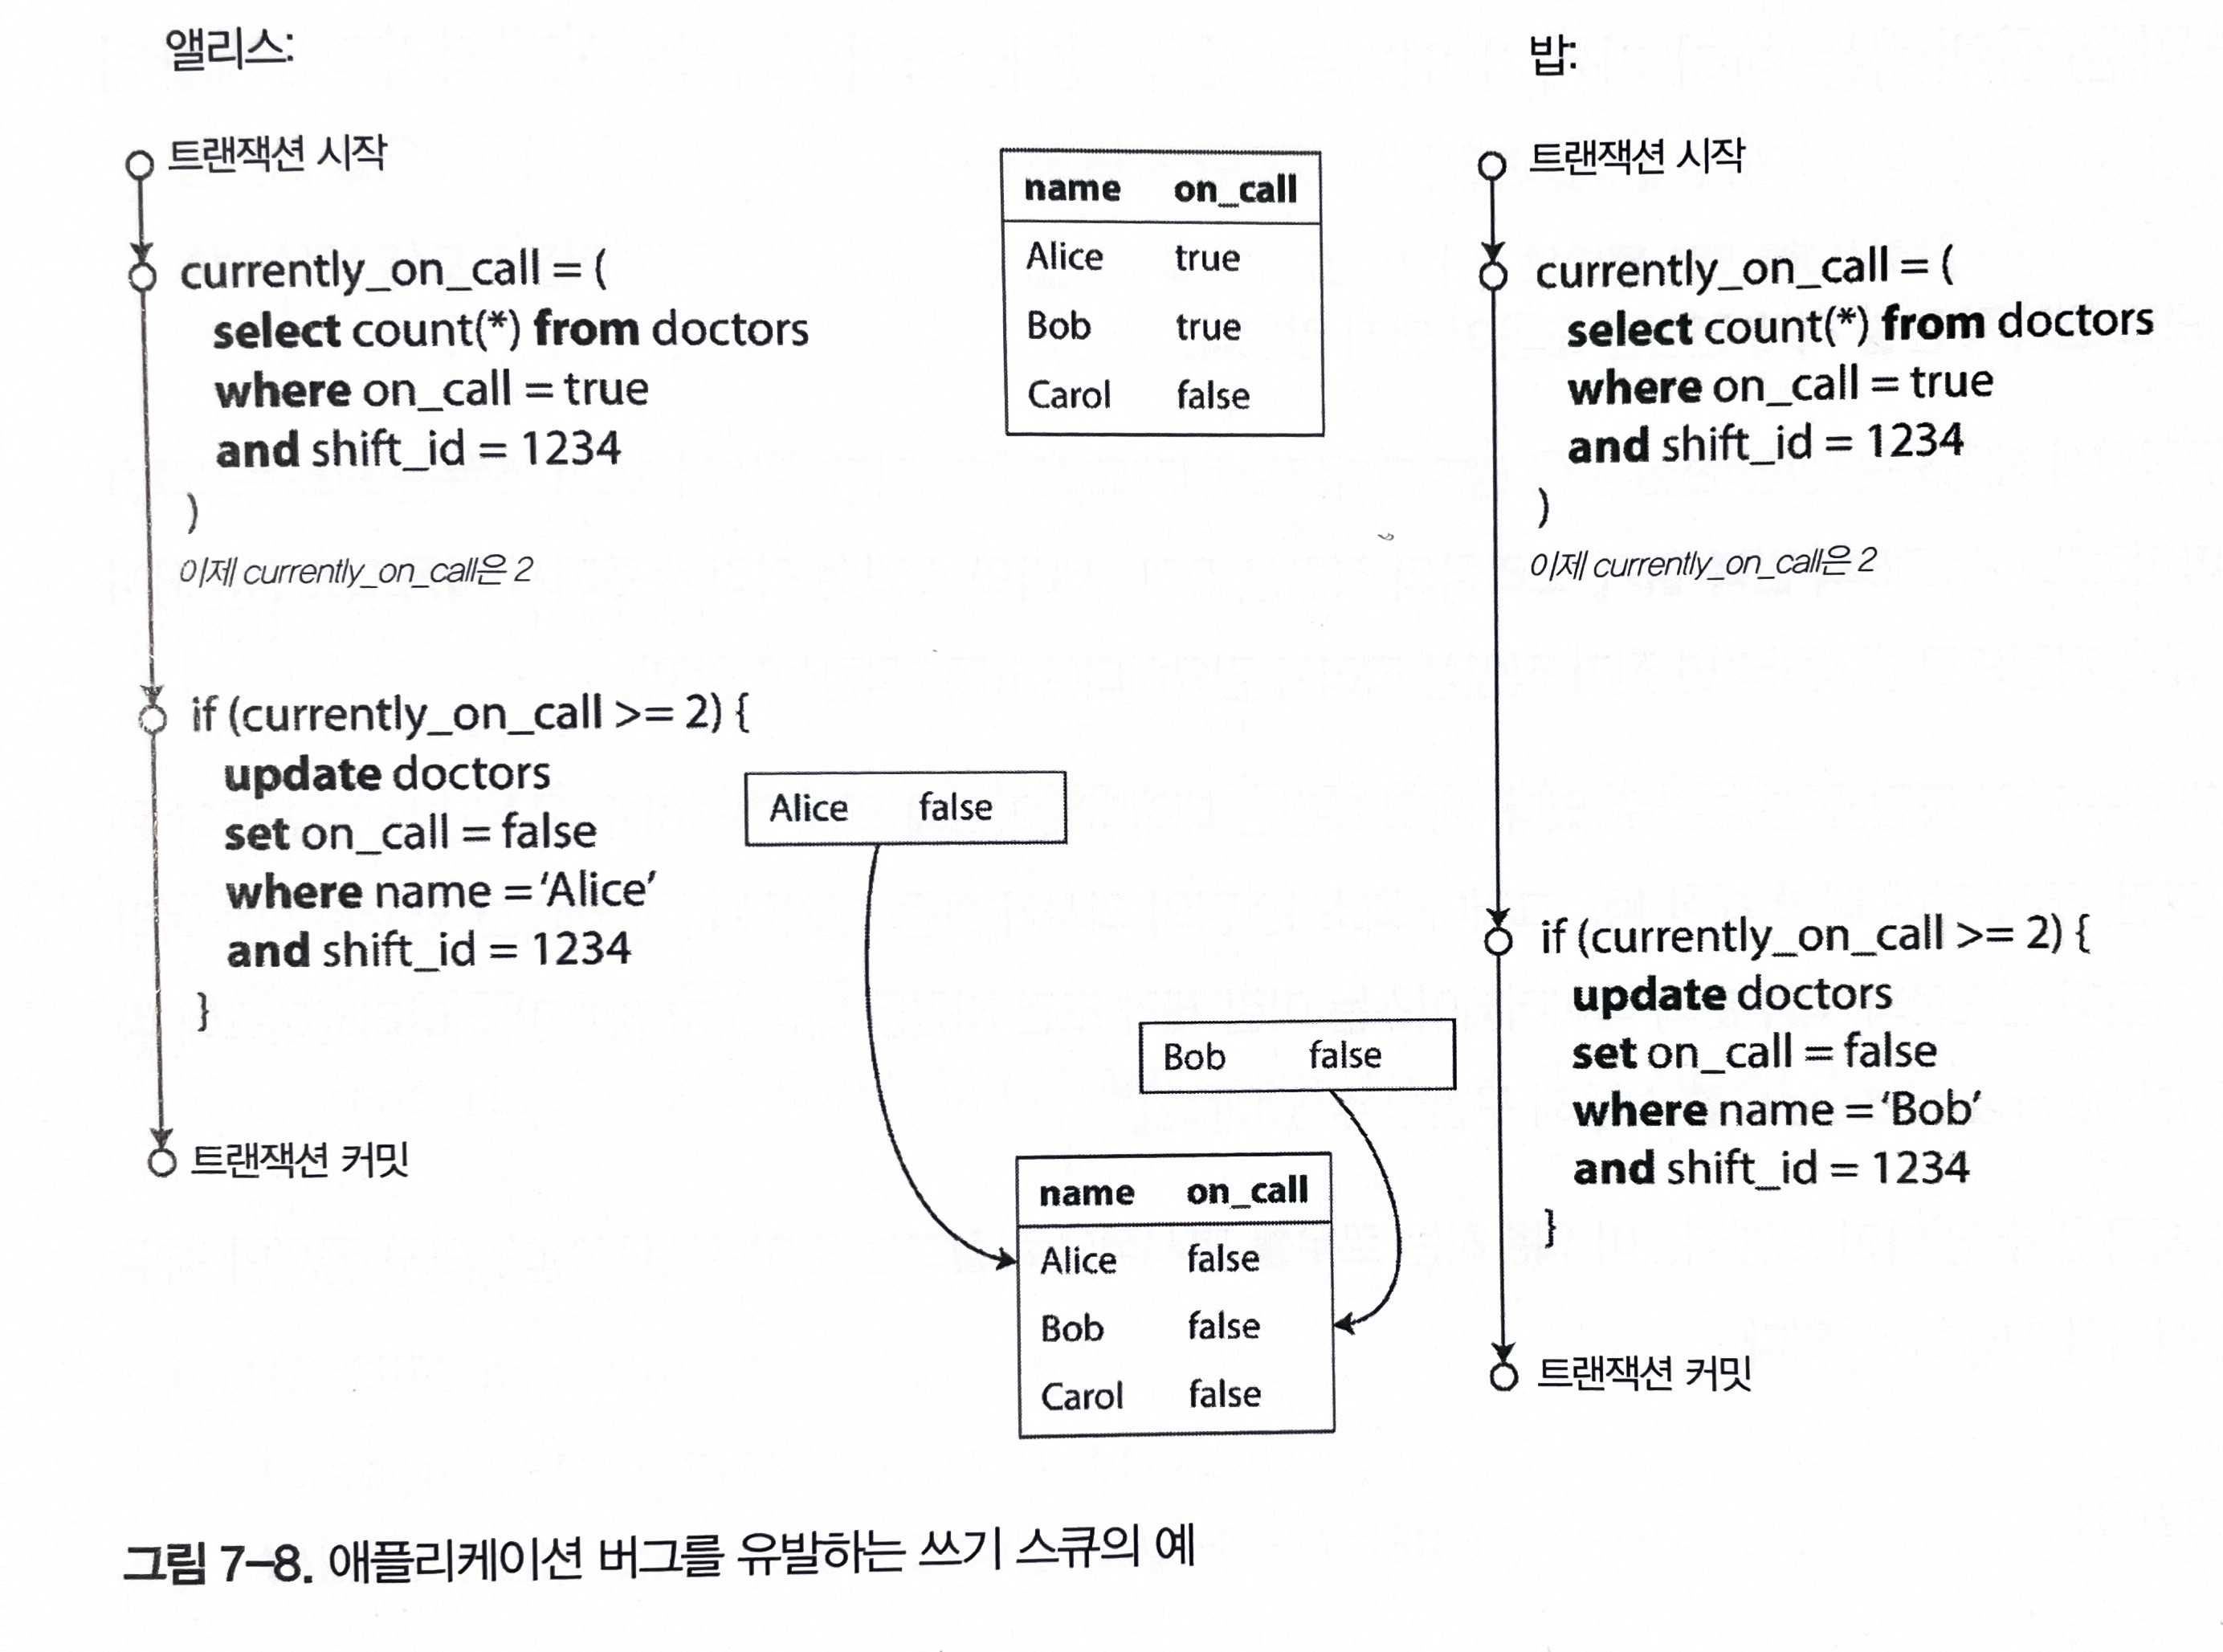 앨리스:
트랜잭션 시작
currently_on_call = (
select count(*) from doctors
where on_call = true
and shift_id = 1234
)
이제 currently_on_call은 2
if (currently_on_call >= 2) {
update doctors
set on_call = false
where name = ‘Alice’
and shift_id = 1234
}
트랜잭션 커밋
name on_call
Alice true
Bob true
Carol false
Alice false
Bob false
name on_call
Alice false
Bob false
Carol false
밥:
트랜잭션 시작
currently_on_call = (
select count(*) from doctors
where on_call = true
and shift_id = 1234
)
이제 currently_on_call은 2
if (currently_on_call >= 2) {
update doctors
set on_call = false
where name = ‘Bob’
and shift_id = 1234
}
트랜잭션 커밋
그림 7–8. 애플리케이션 버그를 유발하는 쓰기 스큐의 예